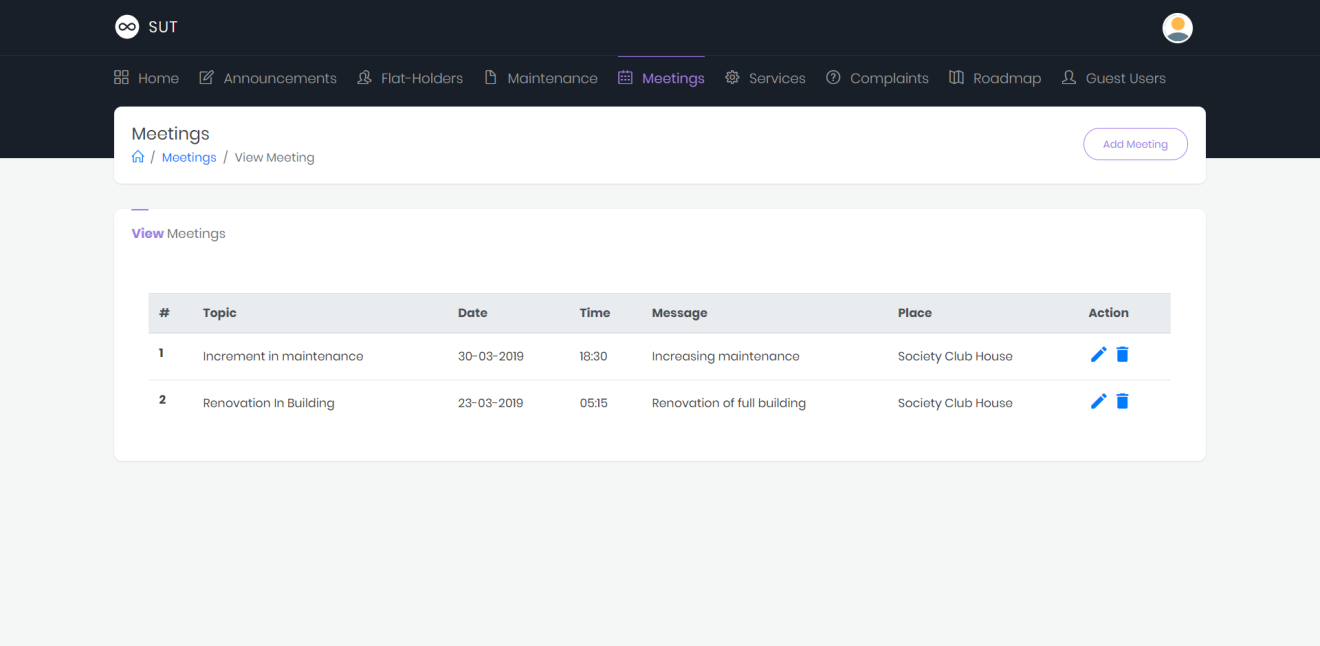 SUT
Home Announcements Flat-Holders Maintenance Meetings Services Complaints Roadmap Guest Users
Meetings
/ Meetings / View Meeting
Add Meeting
View Meetings
# Topic Date Time Message Place Action
1 Increment in maintenance 30-03-2019 18:30 Increasing maintenance Society Club House
2 Renovation In Building 23-03-2019 05:15 Renovation of full building Society Club House